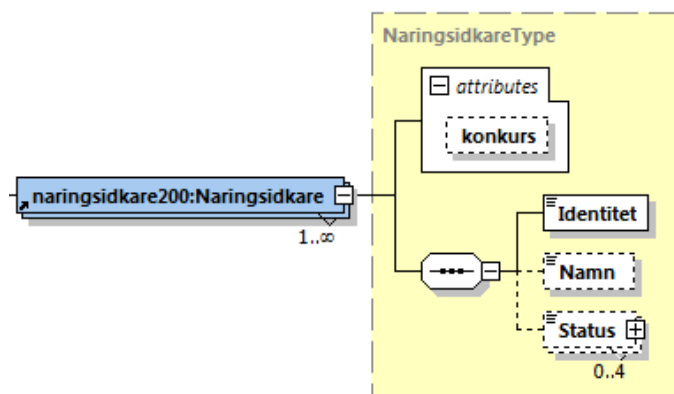 NaringsidkareType
attributes
konkurs
naringsidkare200:Naringsidkare
1..∞
Identitet
Namn
Status
0..4